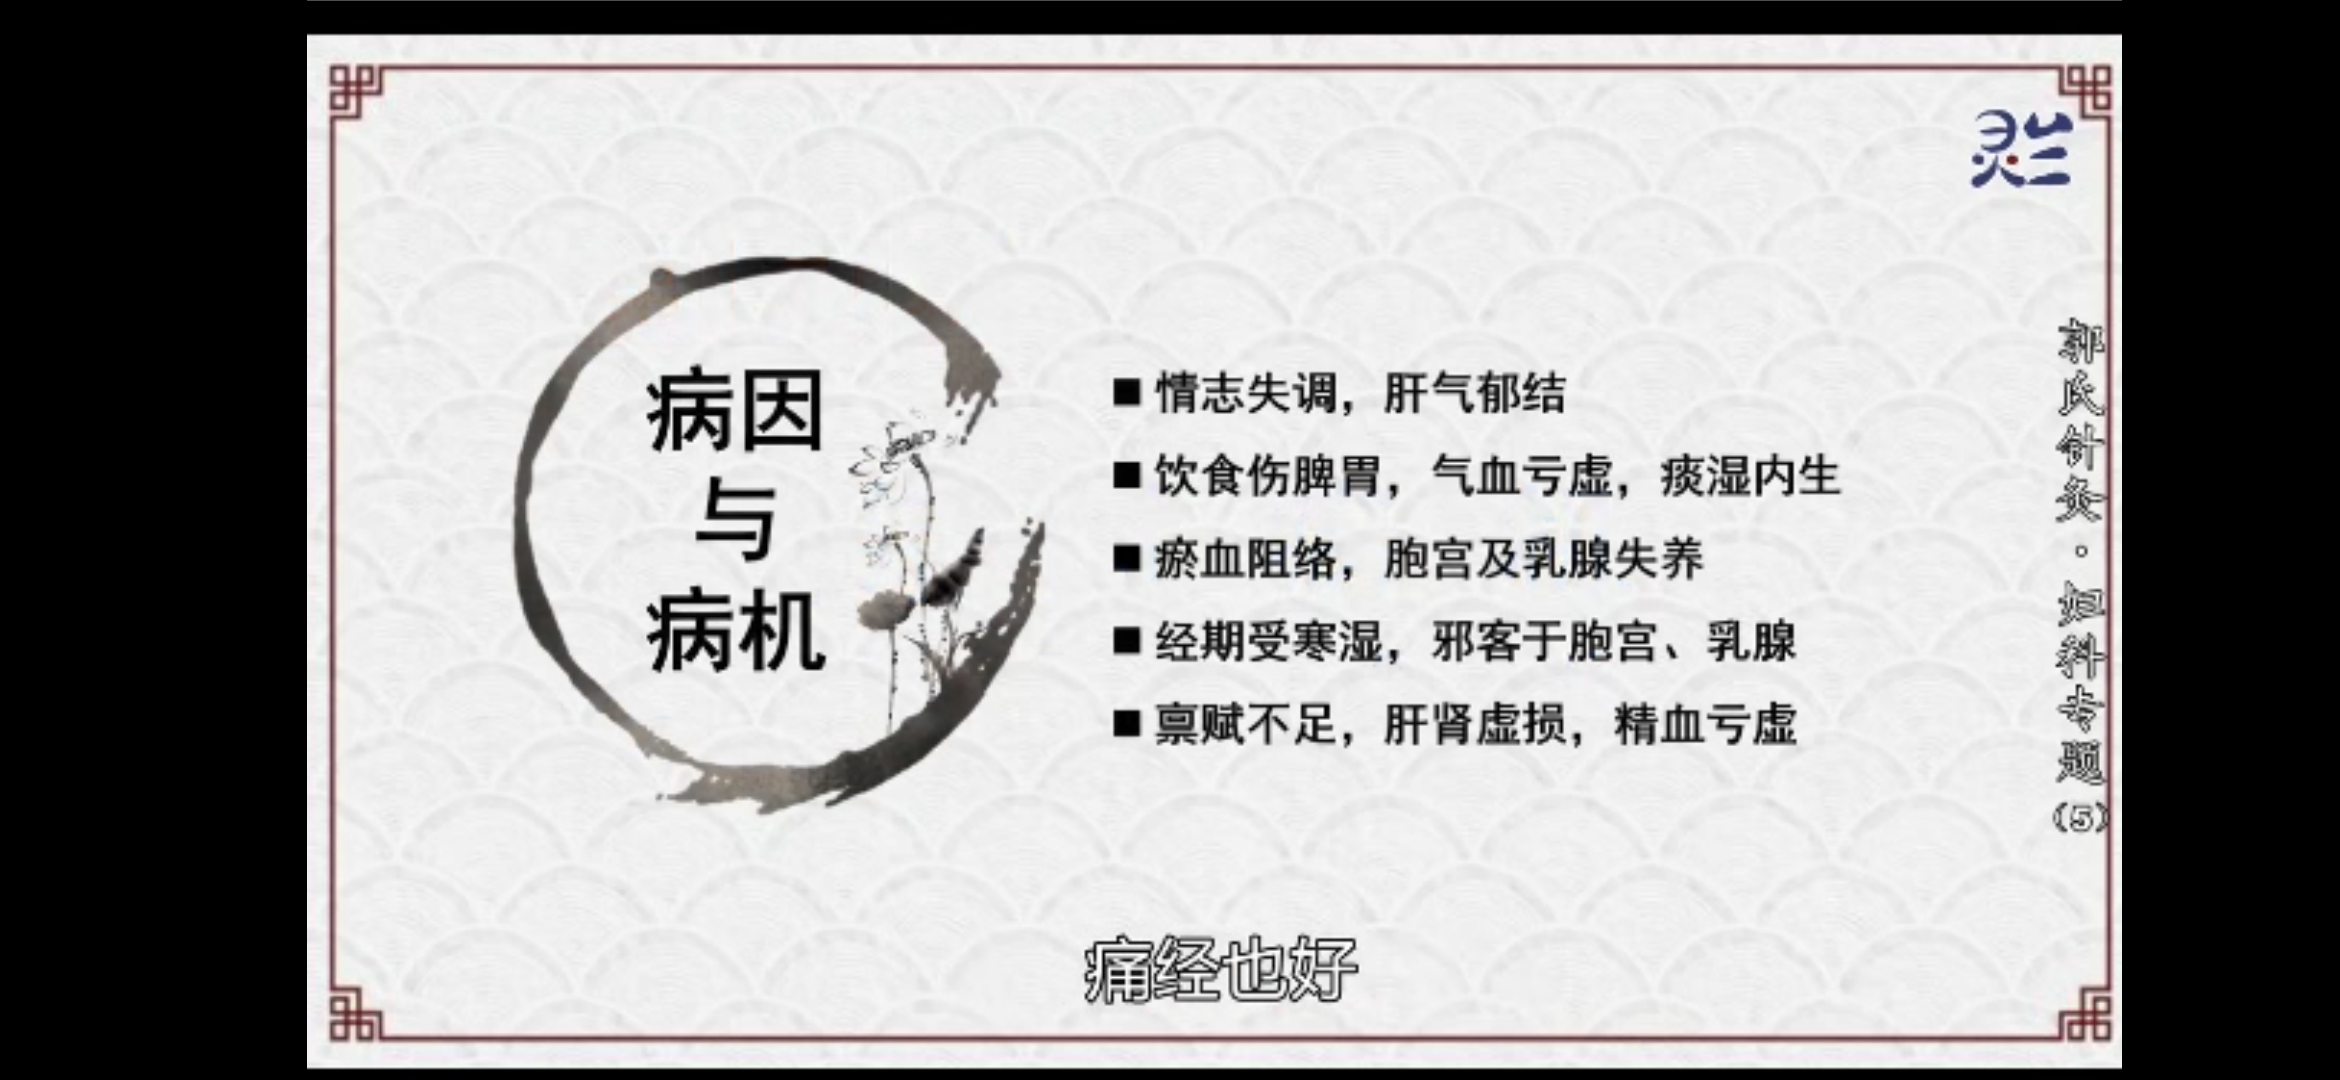 病因
与
病机
■ 情志失调，肝气郁结
■ 饮食伤脾胃，气血亏虚，痰湿内生
■ 瘀血阻络，胞宫及乳腺失养
■ 经期受寒湿，邪客于胞宫、乳腺
■ 禀赋不足，肝肾虚损，精血亏虚
郭氏针灸·妇科专题(5)
痛经也好